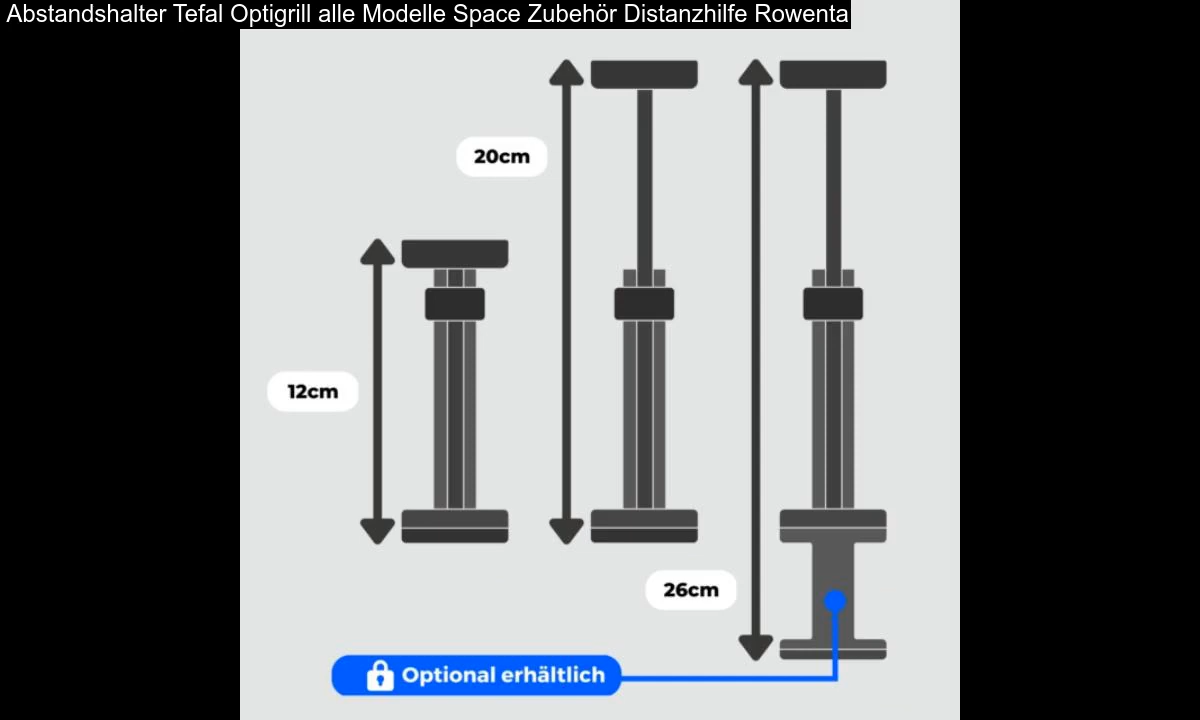 Abstandshalter Tefal Optigrill alle Modelle Space Zubehör Distanzhilfe Rowenta
20cm
12cm
26cm
Optional erhältlich